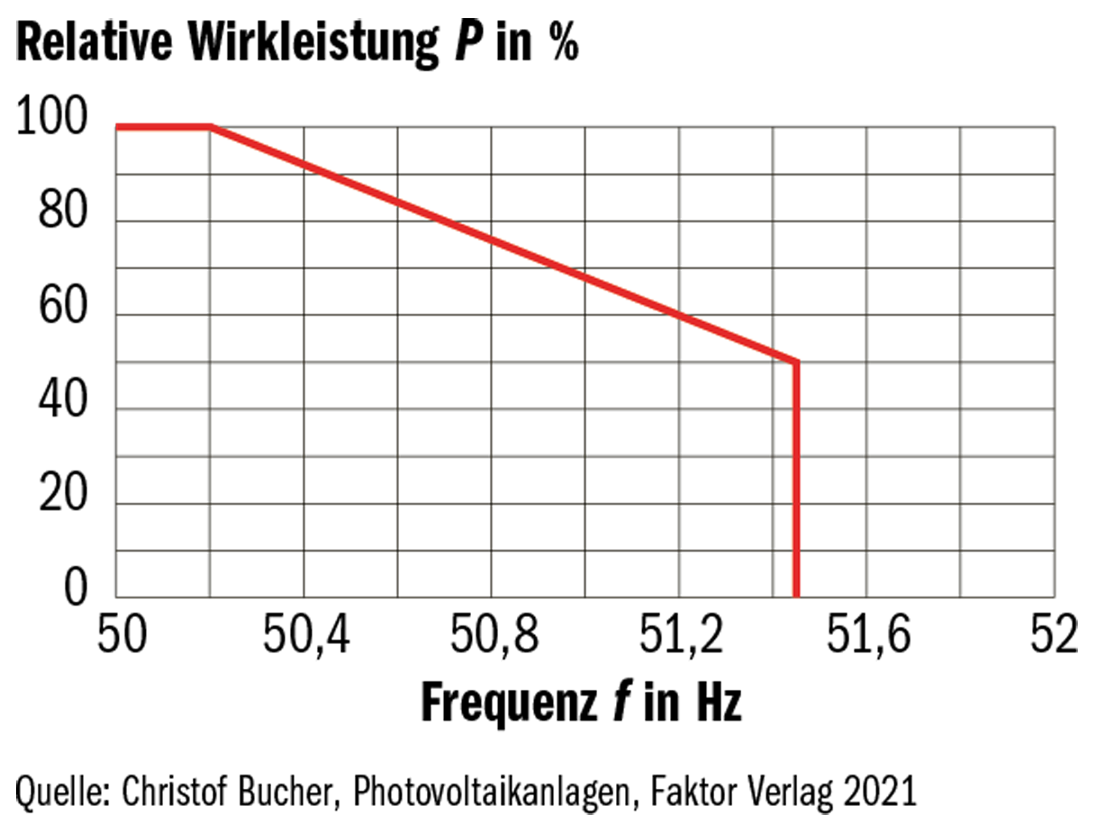 Relative Wirkleistung P in %
100
80
60
40
20
0
50 50,4 50,8 51,2 51,6 52
Frequenz f in Hz
Quelle: Christof Bucher, Photovoltaikanlagen, Faktor Verlag 2021